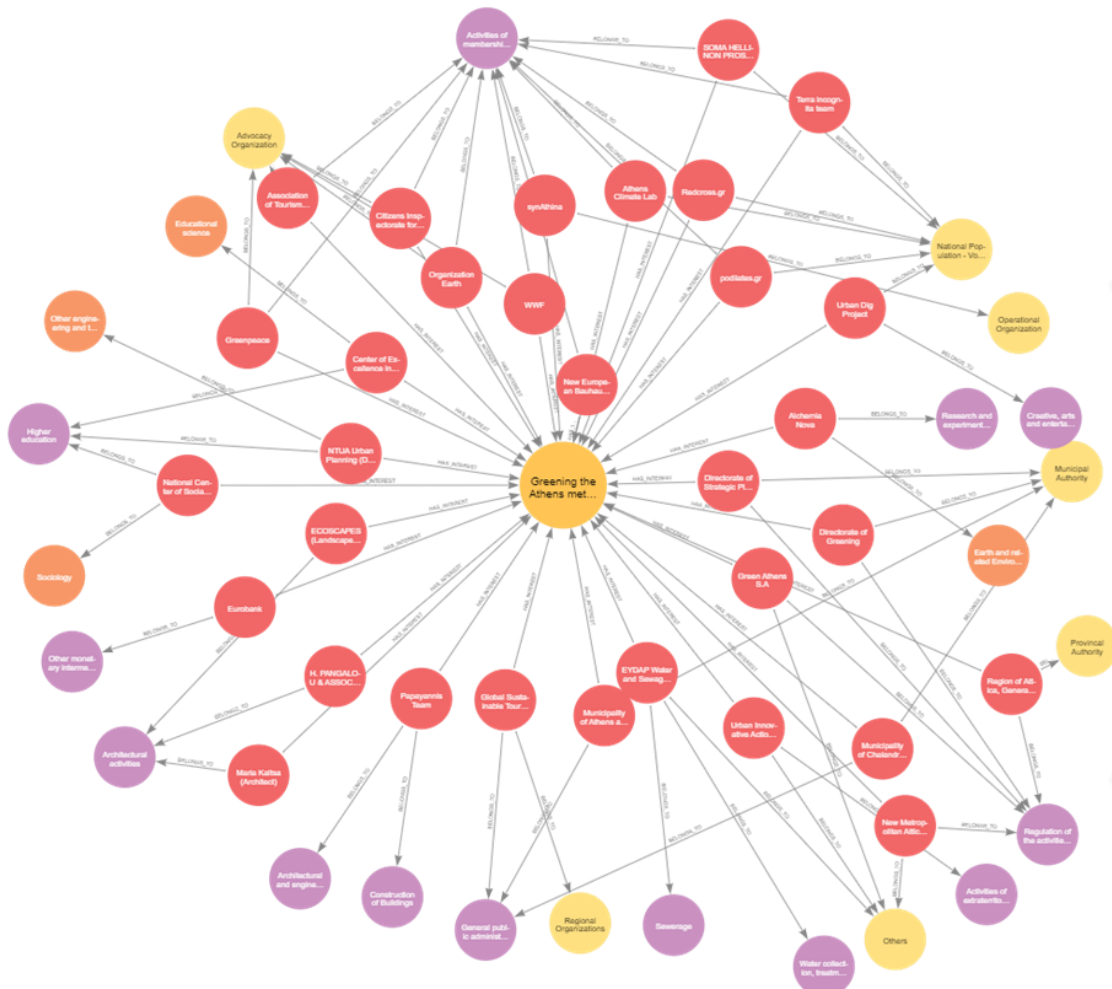 Activities of
membershi...
SOMA HELLI-
NON PROS...
Terra Incogn-
ita team
Advocacy
Organization
Association
of Tourism...
Citizens Insp-
ectorate for...
synAthina
Athens
Climate Lab
Redcross.gr
Educational
science
Organization
Earth
WWF
podilates.gr
Urban Dig
Project
National Pop-
ulation - Vo...
Operational
Organization
Other engine-
ering and t...
Greenpeace
Center of Ex-
cellence in...
New Europe-
an Bauhau...
Alchemia
Nova
Research and
experiment...
Creative, arts
and enterta...
Higher
education
NTUA Urban
Planning (D...
National Cen-
ter of Socia...
Greening the
Athens met...
Directorate of
Strategic Pl...
Municipal
Authority
ECOSCAPES
(Landscape...
Directorate of
Greening
Earth and re-
lated Enviro...
Sociology
Eurobank
Green Athens
S.A
Provincial
Authority
Other monet-
ary interme...
H. PANGALO-
U & ASSOC...
Papayannis
Team
Global Susta-
inable Tour...
Municipality
of Athens a...
EYDAP Water
and Sewag...
Urban Innov-
ative Actio...
Region of Att-
ica, Genera...
Municipality
of Chalandr...
Architectural
activities
Maria Kaltsa
(Architect)
New Metrop-
olitan Attic...
Regulation of
the activitie...
Architectural
and engine...
Construction
of Buildings
General publ-
ic administ...
Regional
Organizations
Sewerage
Others
Activities of
extraterrito...
Water collect-
ion, treatm...
BELONGS_TO
HAS_INTEREST